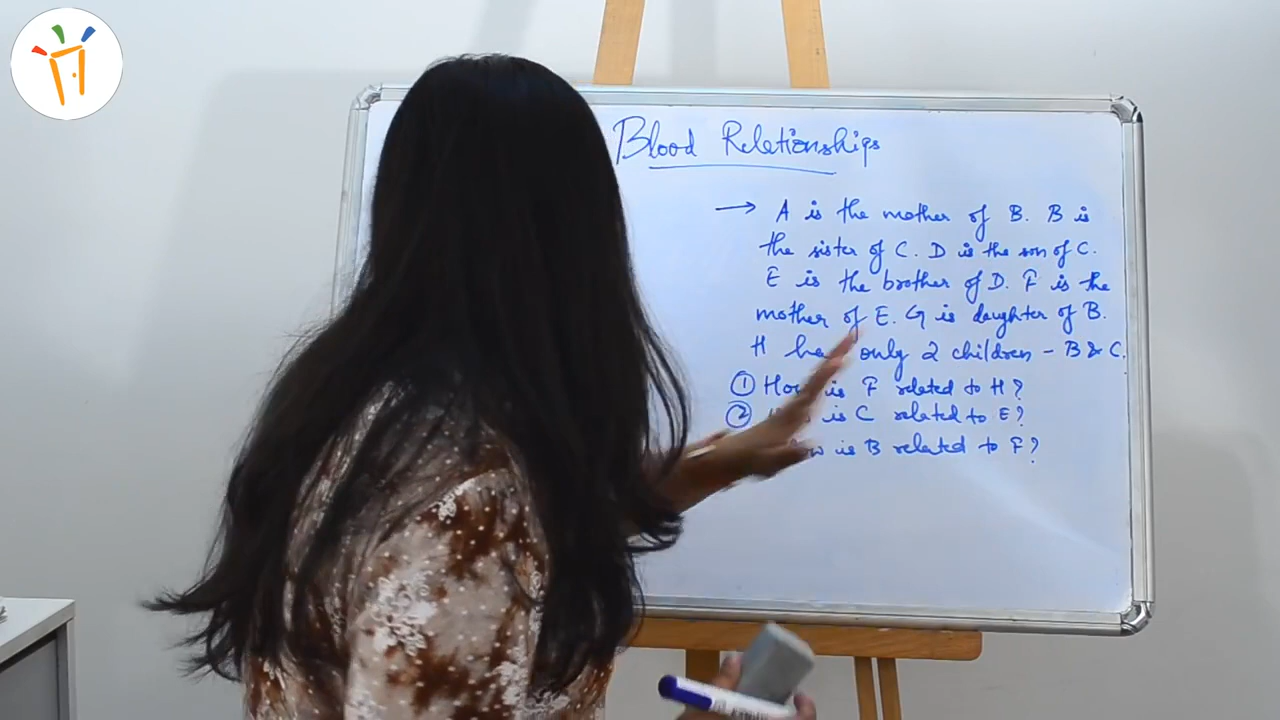 Blood Relationships
→ A is the mother of B. B is
the sister of C. D is the son of C.
E is the brother of D. F is the
mother of E. G is daughter of B.
H only 2 children - B & C.
① How is F related to H?
② is C related to E?
is B related to F?